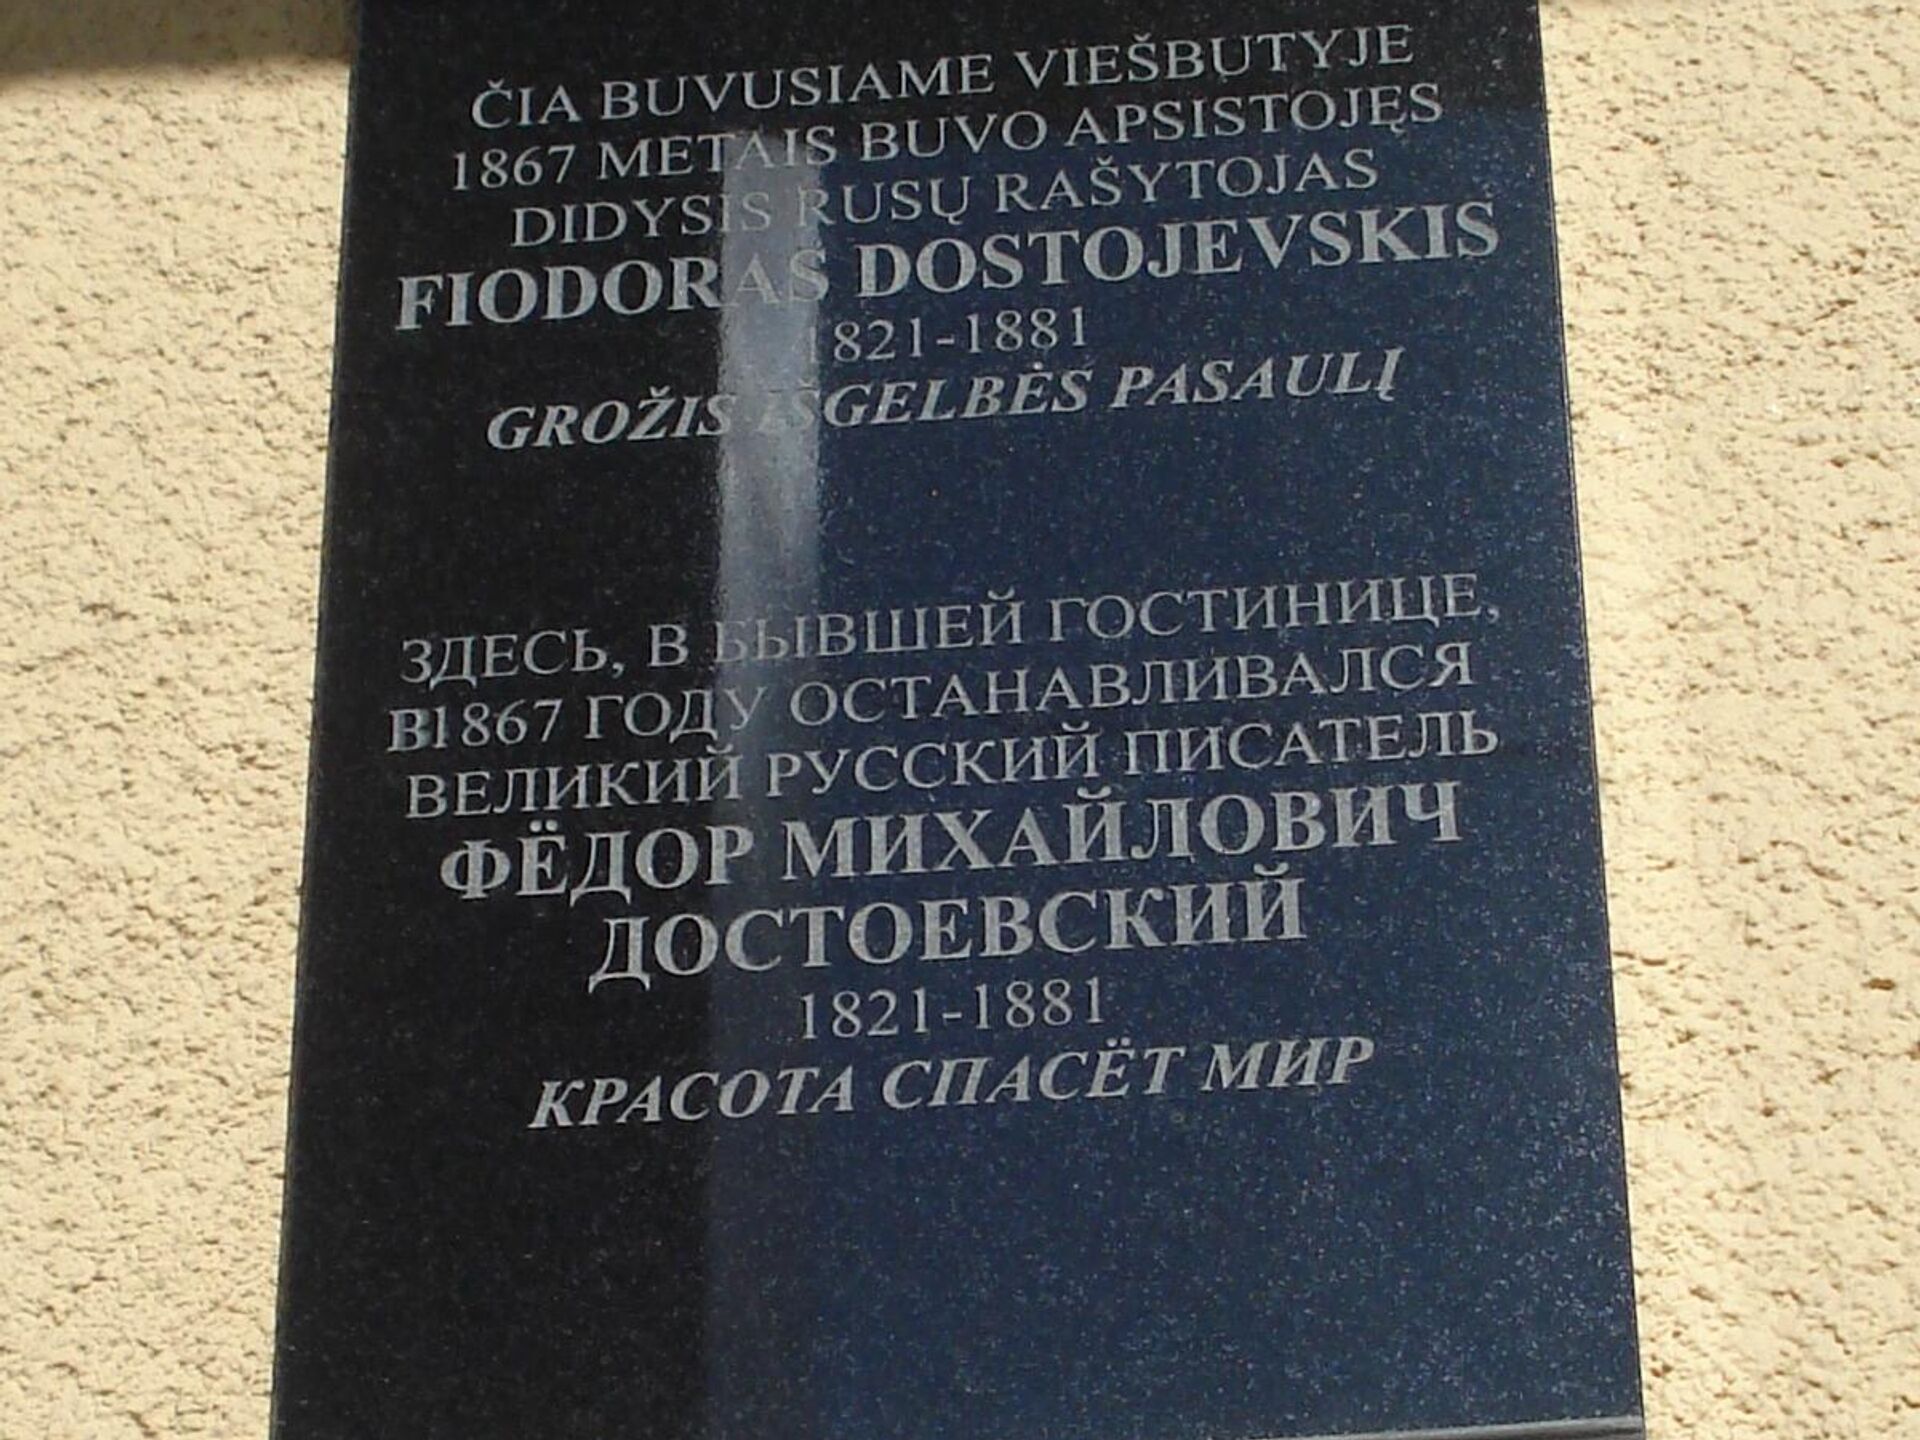 ČIA BUVUSIAME VIEŠBUTYJE
1867 METAIS BUVO APSISTOJĘS
DIDYSIS RUSŲ RAŠYTOJAS
FIODORAS DOSTOJEVSKIS
1821-1881
GROŽIS IŠGELBĖS PASAULĮ
ЗДЕСЬ, В БЫВШЕЙ ГОСТИНИЦЕ,
В1867 ГОДУ ОСТАНАВЛИВАЛСЯ
ВЕЛИКИЙ РУССКИЙ ПИСАТЕЛЬ
ФЁДОР МИХАЙЛОВИЧ
ДОСТОЕВСКИЙ
1821-1881
КРАСОТА СПАСЁТ МИР